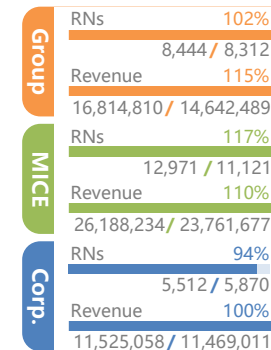 Group
RNs 102%
8,444 / 8,312
Revenue 115%
16,814,810 / 14,642,489
MICE
RNs 117%
12,971 / 11,121
Revenue 110%
26,188,234 / 23,761,677
Corp.
RNs 94%
5,512 / 5,870
Revenue 100%
11,525,058 / 11,469,011